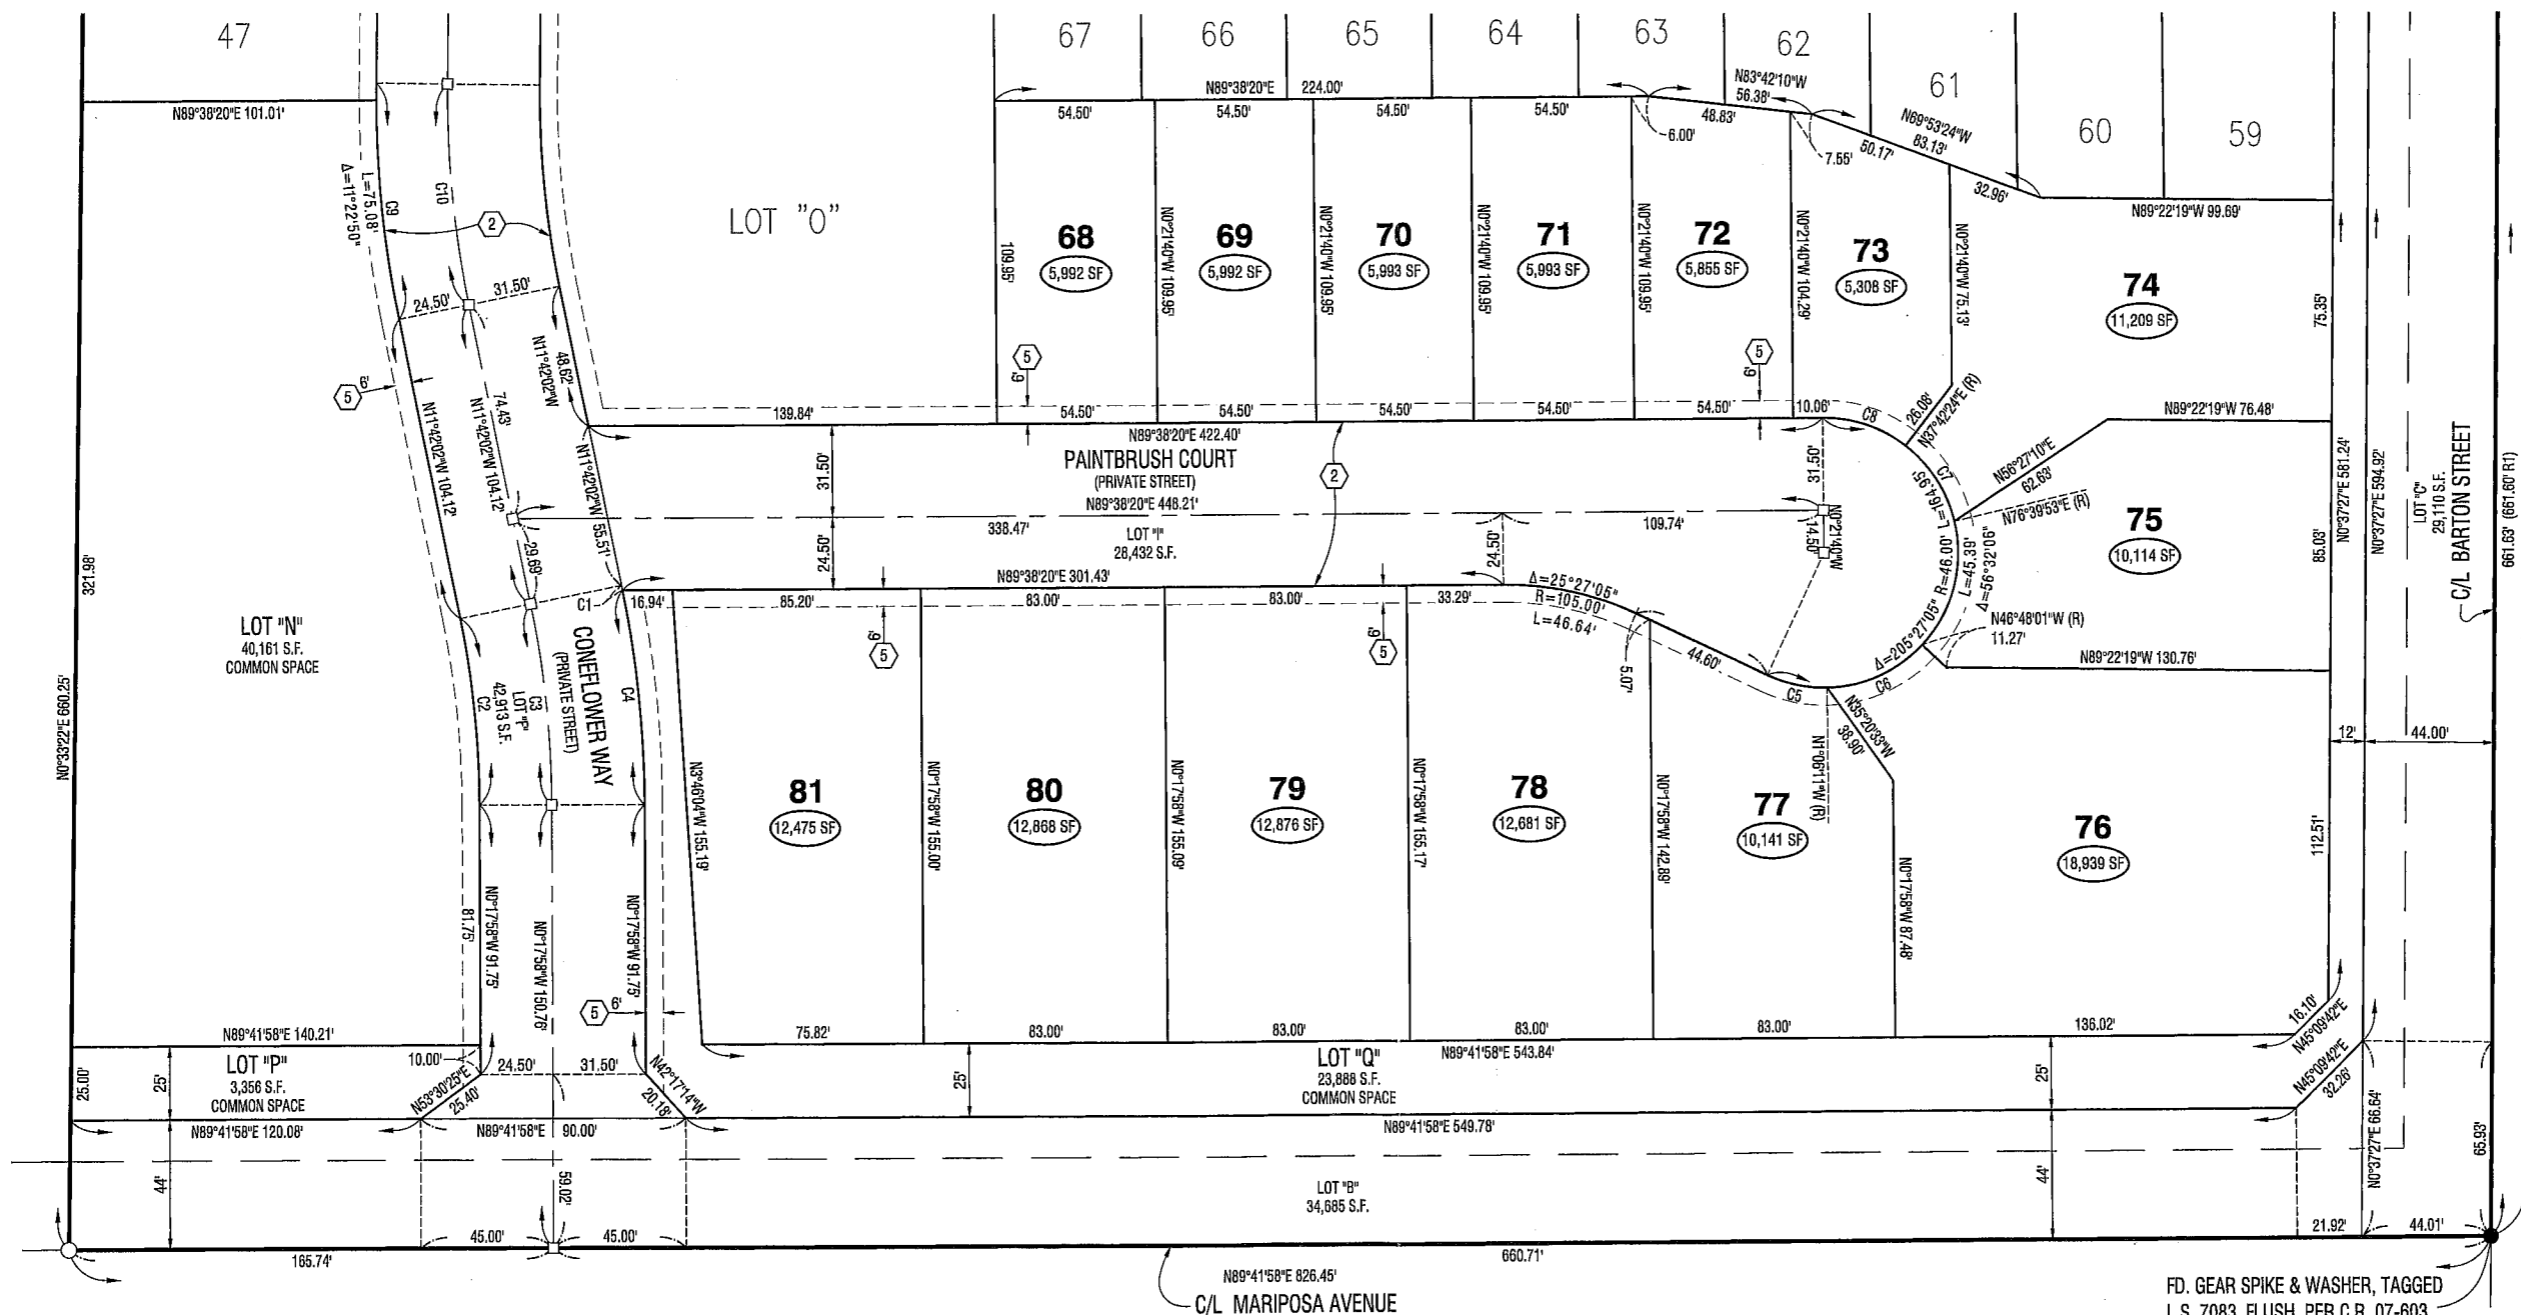 47
67
66
65
64
63
62
61
60
59
N89°38'20"E 101.01'
N89°38'20"E 224.00'
54.50'
54.50'
54.50'
54.50'
6.00'
N83°42'10"W
56.38'
48.83'
7.55'
N69°53'24"W
83.13'
50.17'
32.96'
N89°22'19"W 99.69'
L=75.08'
Δ=11°22'50"
C9
C10
2
LOT "O"
24.50'
31.50'
48.62'
N11°42'02"W
5
6'
74.43'
N11°42'02"W 104.12'
N11°42'02"W 104.12'
109.95'
68
5,992 SF
N0°21'40"W 109.95'
69
5,992 SF
N0°21'40"W 109.95'
70
5,993 SF
N0°21'40"W 109.95'
71
5,993 SF
N0°21'40"W 109.95'
72
5,855 SF
N0°21'40"W 104.29'
73
5,308 SF
N0°21'40"W 75.13'
74
11,209 SF
75.35'
5
6'
5
6'
139.84'
54.50'
54.50'
54.50'
54.50'
54.50'
10.06'
C8
26.08'
N37°42'24"E (R)
N89°22'19"W 76.48'
N89°38'20"E 422.40'
PAINTBRUSH COURT
(PRIVATE STREET)
N89°38'20"E 448.21'
31.50'
24.50'
338.47'
LOT "I"
28,432 S.F.
2
109.74'
24.50'
31.50'
14.50'
N0°21'40"W
C7
L=164.95'
R=46.00'
Δ=205°27'05"
L=45.39'
Δ=56°32'06"
N56°27'10"E
62.63'
N76°39'53"E (R)
75
10,114 SF
85.03'
N0°37'27"E 581.24'
N0°37'27"E 594.92'
LOT "C"
29,110 S.F.
C/L BARTON STREET
661.63' (661.60' R1)
N46°48'01"W (R)
11.27'
N89°22'19"W 130.76'
N11°42'02"W 55.51'
29.69'
C1
N89°38'20"E 301.43'
16.94'
85.20'
83.00'
83.00'
33.29'
Δ=25°27'05"
R=105.00'
L=46.64'
6'
5
6'
5
5.07'
44.60'
C5
C6
N35°20'33"W
38.90'
N1°06'11"W (R)
321.98'
N0°33'22"E 660.25'
LOT "N"
40,161 S.F.
COMMON SPACE
C2
42,913 S.F.
LOT "F"
C3
CONEFLOWER WAY
(PRIVATE STREET)
C4
N3°46'04"W 155.19'
81
12,475 SF
N0°17'58"W 155.00'
80
12,868 SF
N0°17'58"W 155.09'
79
12,876 SF
N0°17'58"W 155.17'
78
12,681 SF
N0°17'58"W 142.89'
77
10,141 SF
N0°17'58"W 87.48'
76
18,939 SF
112.51'
12'
44.00'
81.75'
N0°17'58"W 91.75'
N0°17'58"W 150.76'
N0°17'58"W 91.75'
5
6'
N89°41'58"E 140.21'
75.82'
83.00'
83.00'
83.00'
83.00'
136.02'
16.10'
N45°09'42"E
N45°09'42"E
32.26'
25.00'
25'
LOT "P"
3,356 S.F.
COMMON SPACE
10.00'
N53°30'25"E
25.40'
24.50'
31.50'
N42°17'14"W
20.18'
25'
LOT "Q"
N89°41'58"E 543.84'
23,888 S.F.
COMMON SPACE
25'
N89°41'58"E 120.08'
N89°41'58"E 90.00'
N89°41'58"E 549.78'
44'
59.02'
LOT "B"
34,685 S.F.
44'
N0°37'27"E 66.64'
65.93'
45.00'
45.00'
21.92'
44.01'
165.74'
660.71'
N89°41'58"E 826.45'
C/L MARIPOSA AVENUE
FD. GEAR SPIKE & WASHER, TAGGED
L.S. 7083, FLUSH, PER C.R. 07-603